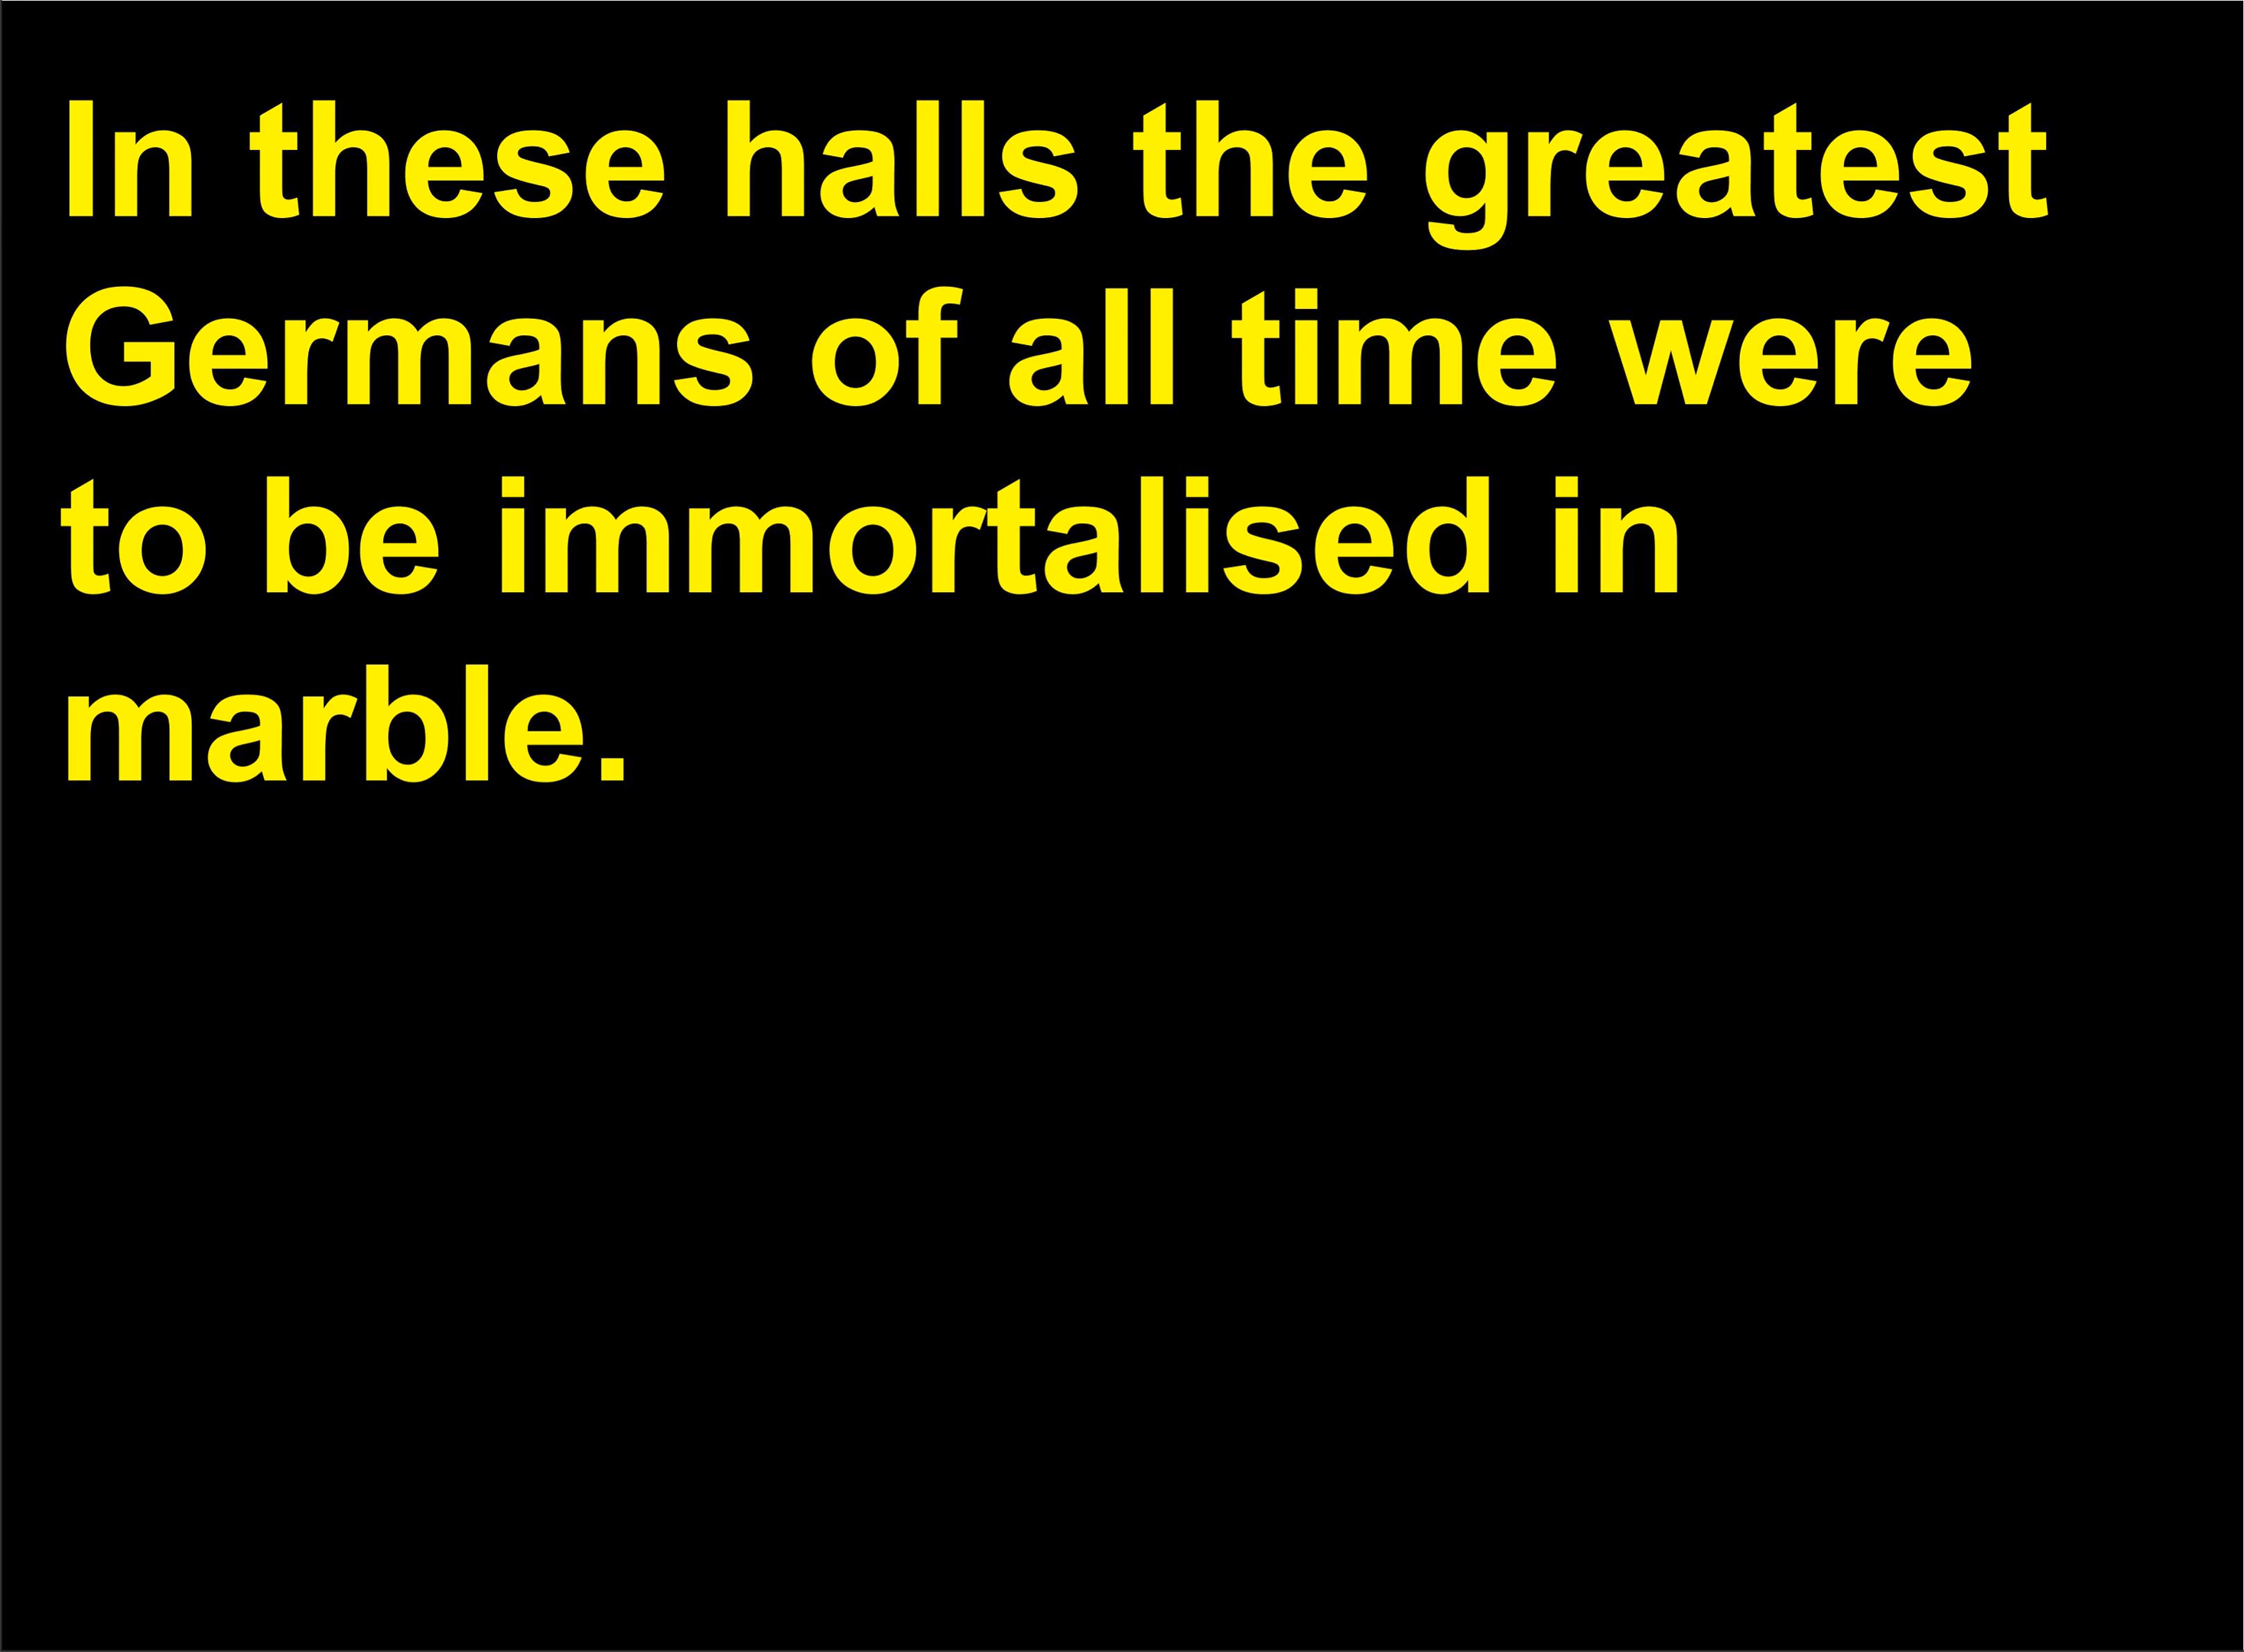 In these halls the greatest
Germans of all time were
to be immortalised in
marble.